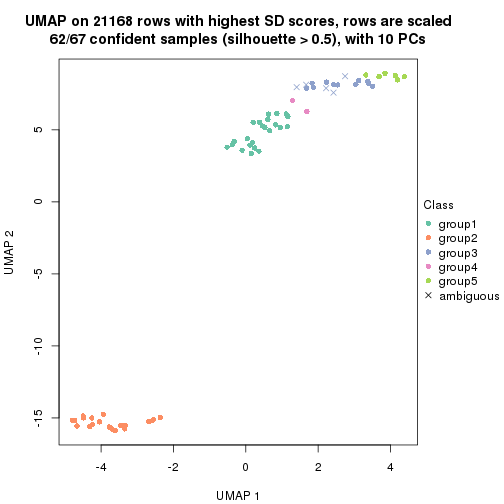 UMAP on 21168 rows with highest SD scores, rows are scaled
62/67 confident samples (silhouette > 0.5), with 10 PCs
5
0
-5
-10
-15
UMAP 2
-4
-2
0
2
4
UMAP 1
Class
group1
group2
group3
group4
group5
ambiguous